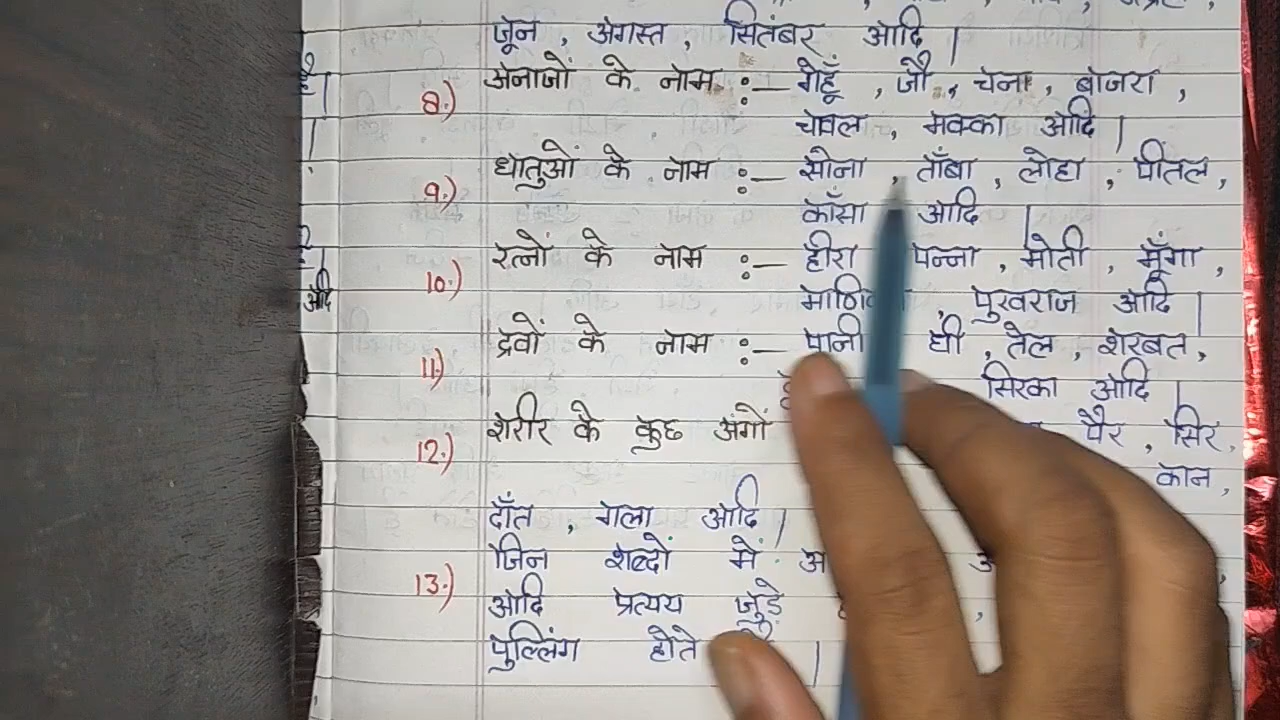 जून , अगस्त , सितंबर आदि |
8.) अनाजों के नाम :— गेहूँ , जौ , चना , बाजरा ,
चावल , मक्का आदि |
9.) धातुओं के नाम :— सोना , ताँबा , लोहा , पीतल ,
काँसा आदि |
10.) रत्नों के नाम :— हीरा पन्ना , मोती , मूँगा ,
आदि , पुखराज आदि |
11.) द्रवों के नाम :— पानी घी , तेल , शरबत ,
सिरका आदि |
12.) शरीर के कुछ अंगों पैर , सिर ,
कान ,
दाँत , गला आदि |
13.) जिन शब्दों में
आदि प्रत्यय जुड़े ,
पुल्लिंग होते |